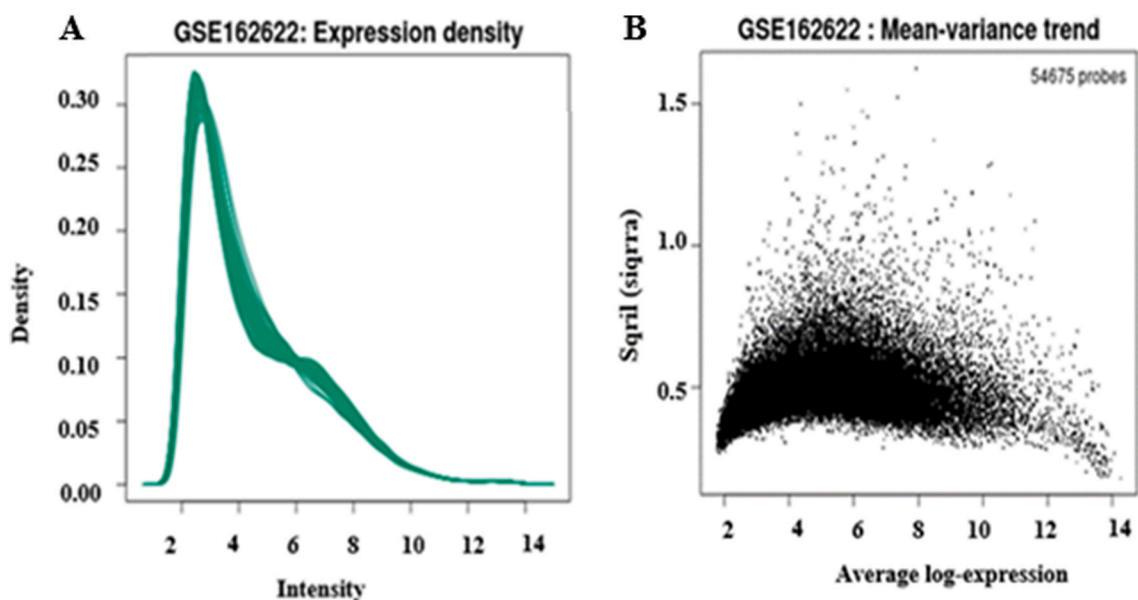 A
GSE162622: Expression density
0.30
0.25
0.20
0.15
0.10
0.05
0.00
Density
2 4 6 8 10 12 14
Intensity
B
GSE162622 : Mean-variance trend
54675 probes
1.5
1.0
0.5
Sqril (siqrra)
2 4 6 8 10 12 14
Average log-expression